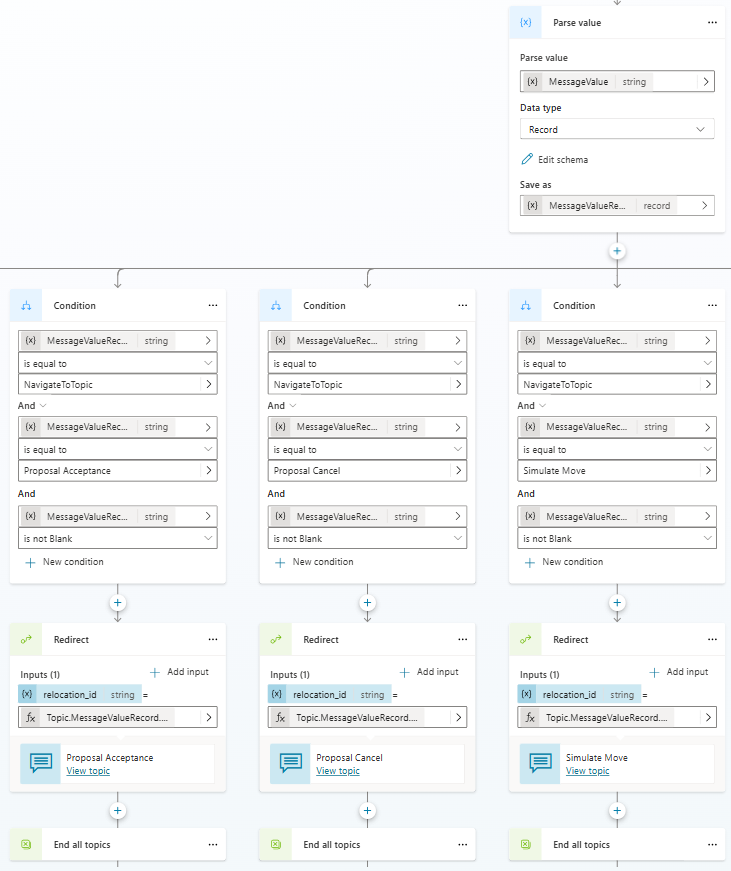 {x} Parse value ...
Parse value
{x} MessageValue string
Data type
Record
Edit schema
Save as
{x} MessageValueRe... record
Condition ...
{x} MessageValueRec... string
is equal to
NavigateToTopic
And
{x} MessageValueRec... string
is equal to
Proposal Acceptance
And
{x} MessageValueRec... string
is not Blank
New condition
Redirect ...
Inputs (1) Add input
{x} relocation_id string =
fx Topic.MessageValueRecord....
Proposal Acceptance
View topic
End all topics ...
Condition ...
{x} MessageValueRec... string
is equal to
NavigateToTopic
And
{x} MessageValueRec... string
is equal to
Proposal Cancel
And
{x} MessageValueRec... string
is not Blank
New condition
Redirect ...
Inputs (1) Add input
{x} relocation_id string =
fx Topic.MessageValueRecord....
Proposal Cancel
View topic
End all topics ...
Condition ...
{x} MessageValueRec... string
is equal to
NavigateToTopic
And
{x} MessageValueRec... string
is equal to
Simulate Move
And
{x} MessageValueRec... string
is not Blank
New condition
Redirect ...
Inputs (1) Add input
{x} relocation_id string =
fx Topic.MessageValueRecord....
Simulate Move
View topic
End all topics ...